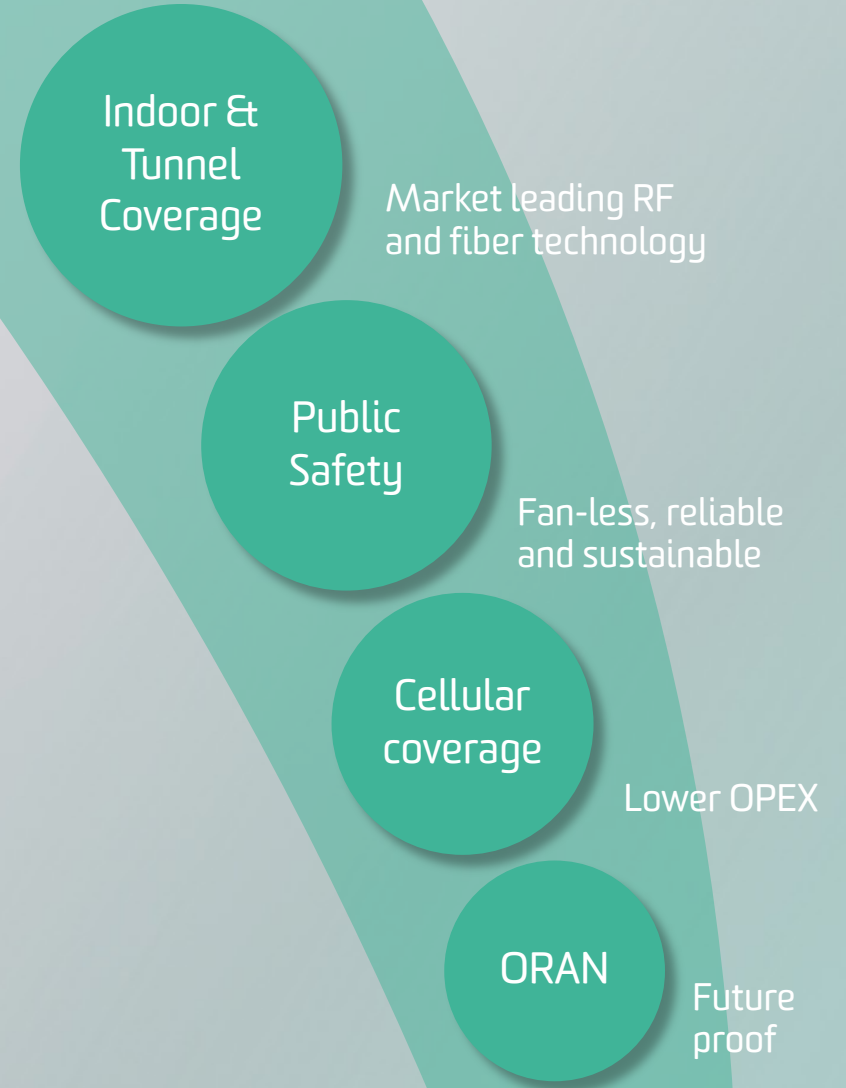 Indoor &
Tunnel
Coverage
Market leading RF
and fiber technology
Public
Safety
Fan-less, reliable
and sustainable
Cellular
coverage
Lower OPEX
ORAN
Future
proof